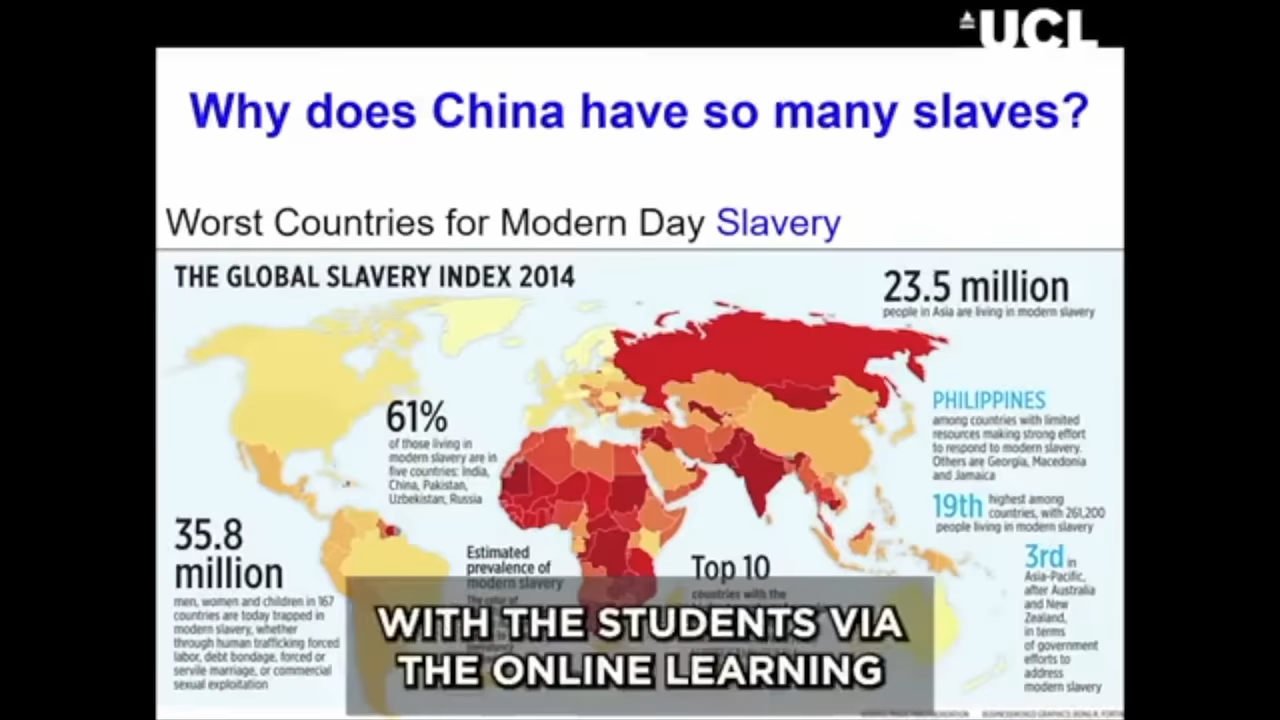 UCL
Why does China have so many slaves?
Worst Countries for Modern Day Slavery
THE GLOBAL SLAVERY INDEX 2014
23.5 million
people in Asia are living in modern slavery
61%
of those living in
modern slavery are in
five countries: India,
China, Pakistan,
Uzbekistan, Russia
PHILIPPINES
among countries with limited
resources making strong effort
to respond to modern slavery.
Others are Georgia, Macedonia
and Jamaica
19th highest among
countries, with 261,200
people living in modern slavery
35.8
million
men, women and children in 167
countries are today trapped in
modern slavery, whether
through human trafficking forced
labor, debt bondage, forced or
servile marriage, or commercial
sexual exploitation
Estimated
prevalence of
modern slavery
Top 10
countries with the
3rd in
Asia-Pacific,
after Australia
and New
Zealand,
in terms
of government
efforts to
address
modern slavery
WITH THE STUDENTS VIA
THE ONLINE LEARNING